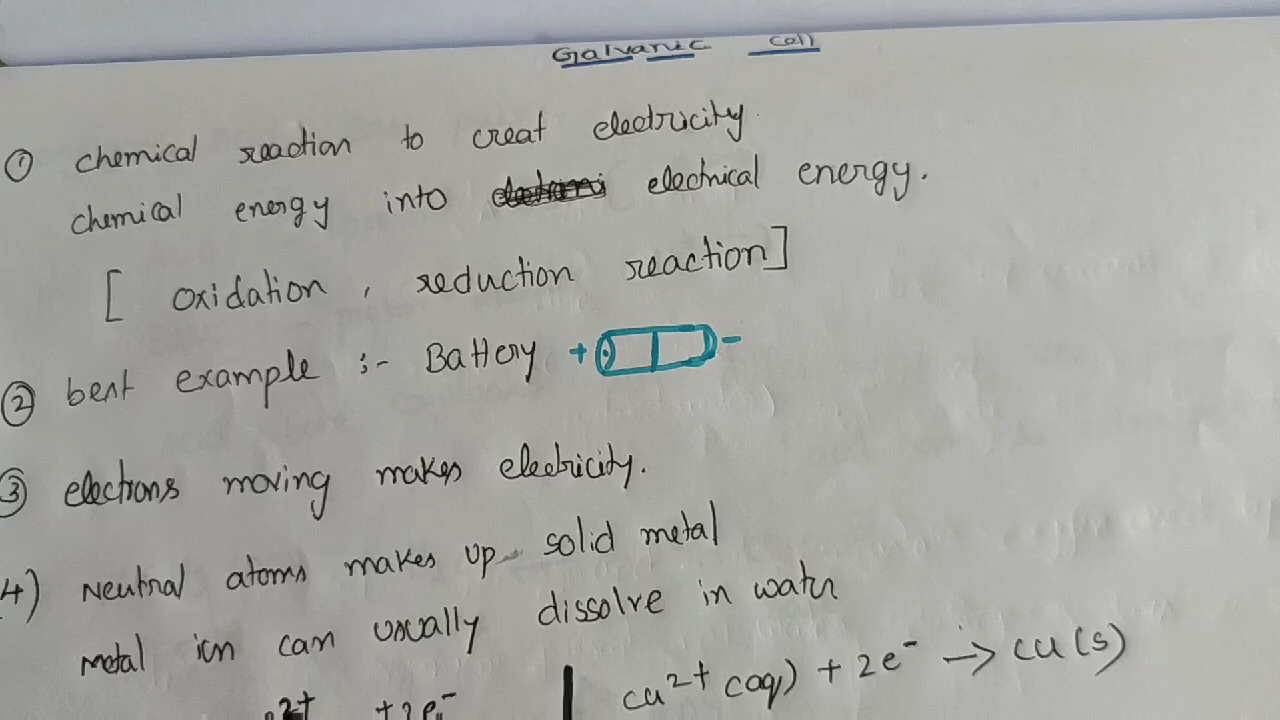 Galvanic cell
① chemical reaction to creat electricity
chemical energy into electrical energy.
[ oxidation , reduction reaction]
② best example :- Battery + -
③ electrons moving makes electricity.
4) Neutral atoms makes up solid metal
metal ion can usually dissolve in water
2+ +2e⁻ | cu²⁺ (aq) + 2e⁻ → cu(s)